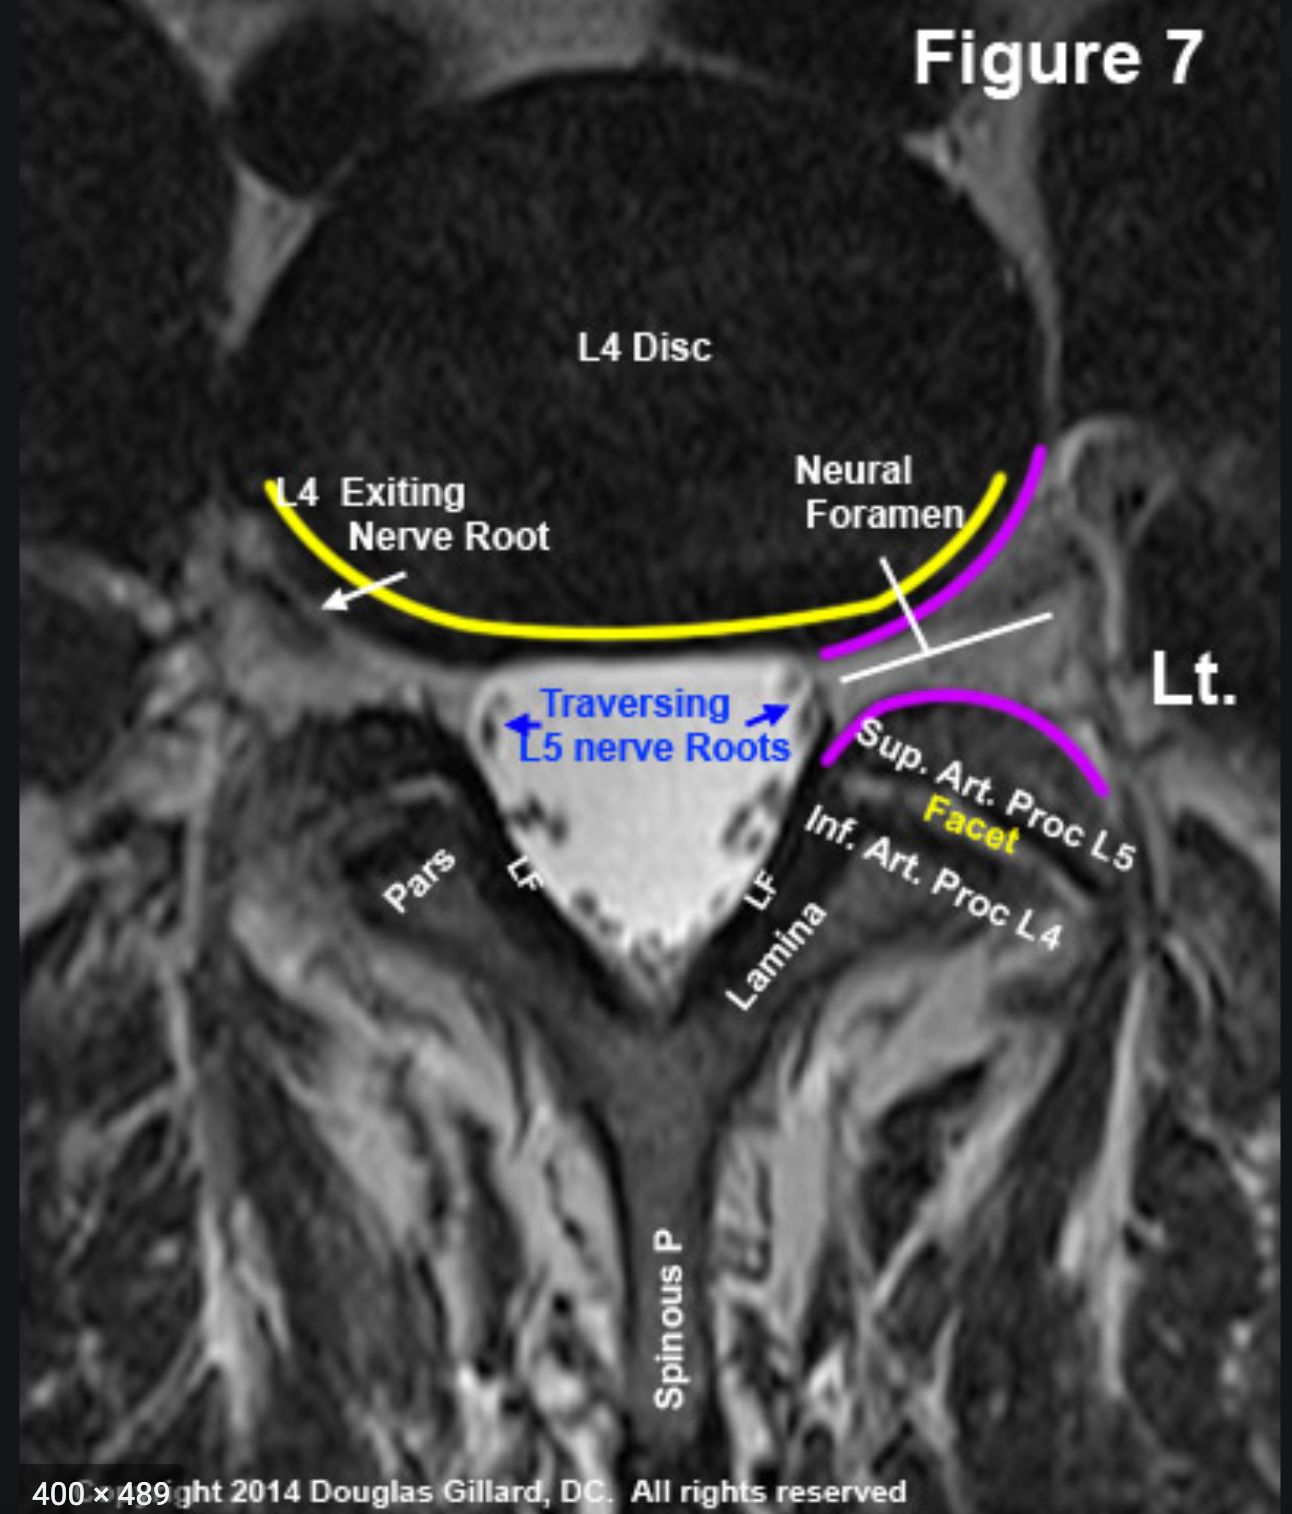 Figure 7
L4 Disc
Neural
Foramen
L4 Exiting
Nerve Root
Lt.
Traversing
L5 nerve Roots
Sup. Art. Proc L5
Facet
Inf. Art. Proc L4
Pars
LF
LF
Lamina
Spinous P
400 × 489
ght 2014 Douglas Gillard, DC. All rights reserved